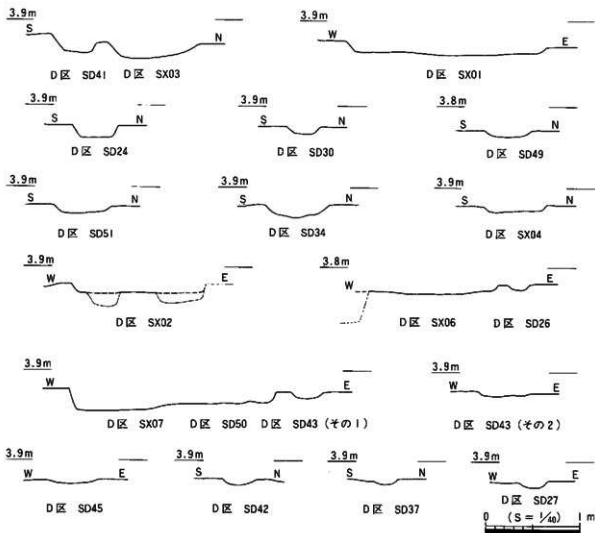 3.9m 3.9m
S N W E
D区 SD41 D区 SX03 D区 SX01
3.9m 3.9m 3.8m
S N S N S N
D区 SD24 D区 SD30 D区 SD49
3.9m 3.9m 3.9m
S N S N S N
D区 SD51 D区 SD34 D区 SX04
3.9m 3.8m
W E W E
D区 SX02 D区 SX06 D区 SD26
3.9m 3.9m
W E W E
D区 SX07 D区 SD50 D区 SD43 (その1) D区 SD43 (その2)
3.9m 3.9m 3.9m 3.9m
W E S N S N W E
D区 SD45 D区 SD42 D区 SD37 D区 SD27
0 (S = 1/40) 1 m